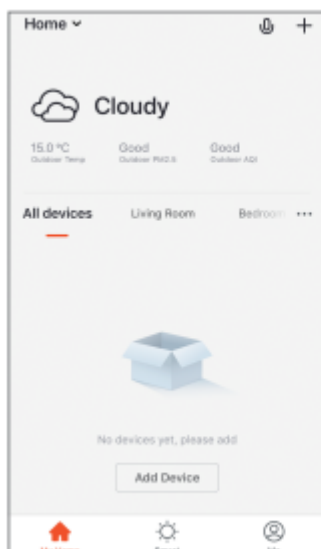 Home
Cloudy
15.0 °C Good Good
Outdoor Temp Outdoor PM2.5 Outdoor AQI
All devices Living Room Bedroom ...
No devices yet, please add
Add Device